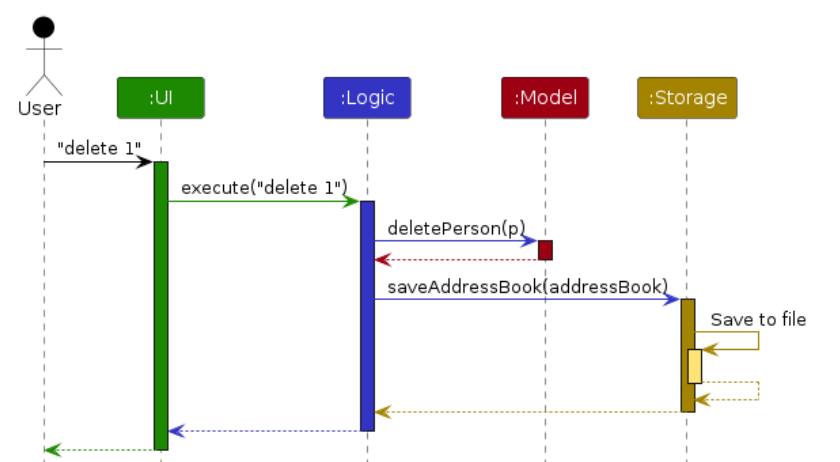 User
:UI
:Logic
:Model
:Storage
"delete 1"
execute("delete 1")
deletePerson(p)
saveAddressBook(addressBook)
Save to file